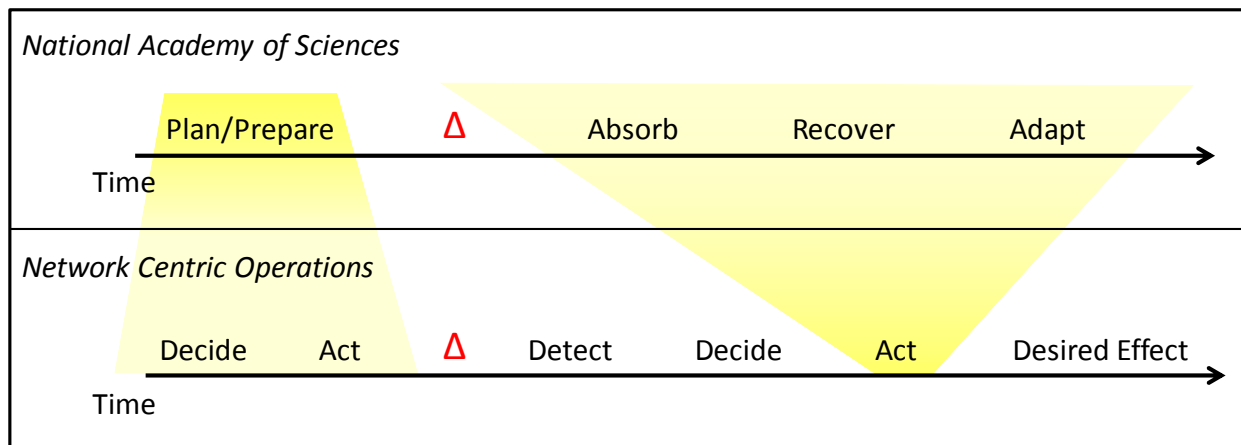 National Academy of Sciences
Plan/Prepare Δ Absorb Recover Adapt
Time
Network Centric Operations
Decide Act Δ Detect Decide Act Desired Effect
Time